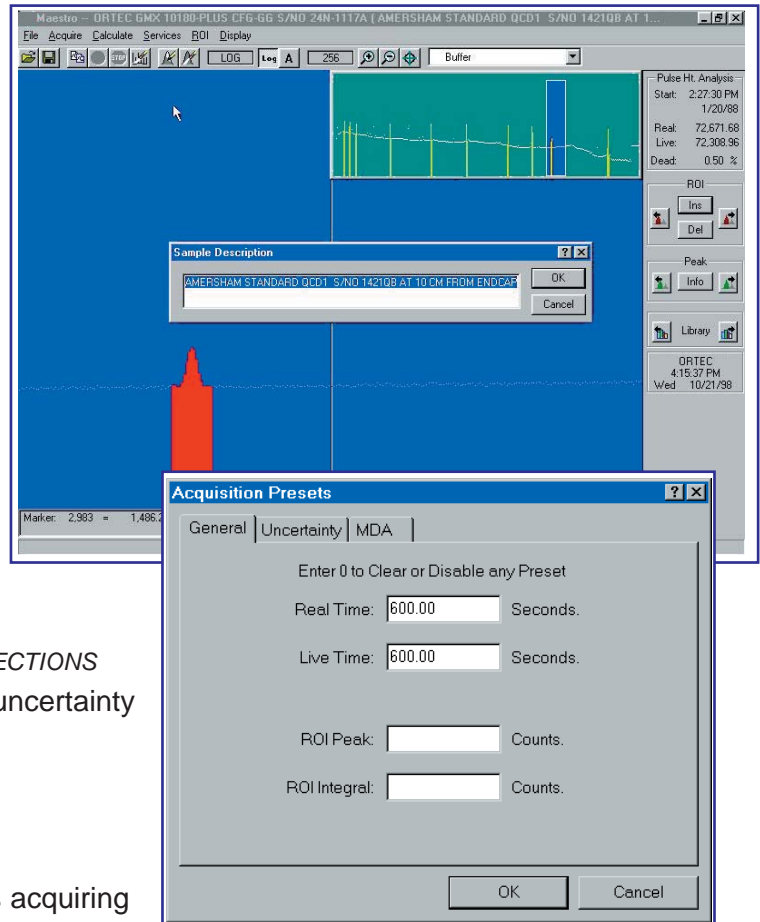 Maestro -- ORTEC GMX 10180-PLUS CFG-GG S/NO 24N-1117A ( AMERSHAM STANDARD QCD1 S/NO 1421QB AT 1...
File Acquire Calculate Services ROI Display
LOG Log A 256 Buffer
Pulse Ht. Analysis
Start: 2:27:30 PM
1/20/88
Real: 72,671.68
Live: 72,308.96
Dead: 0.50 %
ROI
Ins
Del
Peak
Info
Library
ORTEC
4:15:37 PM
Wed 10/21/98
Sample Description
AMERSHAM STANDARD QCD1 S/NO 1421QB AT 10 CM FROM ENDCAP
OK
Cancel
Marker: 2,983 = 1,486.2
Acquisition Presets
General Uncertainty MDA
Enter 0 to Clear or Disable any Preset
Real Time: 600.00 Seconds.
Live Time: 600.00 Seconds.
ROI Peak: Counts.
ROI Integral: Counts.
OK Cancel
ECTIONS
uncertainty
acquiring